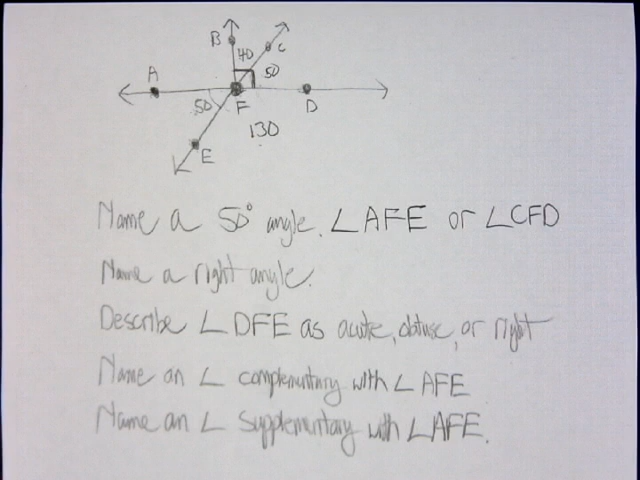 B
40
C
A
50
50
F
D
130
E
Name a 50° angle. ∠AFE or ∠CFD
Name a right angle.
Describe ∠DFE as acute, obtuse, or right
Name an ∠ complementary with ∠AFE
Name an ∠ supplementary with ∠AFE.